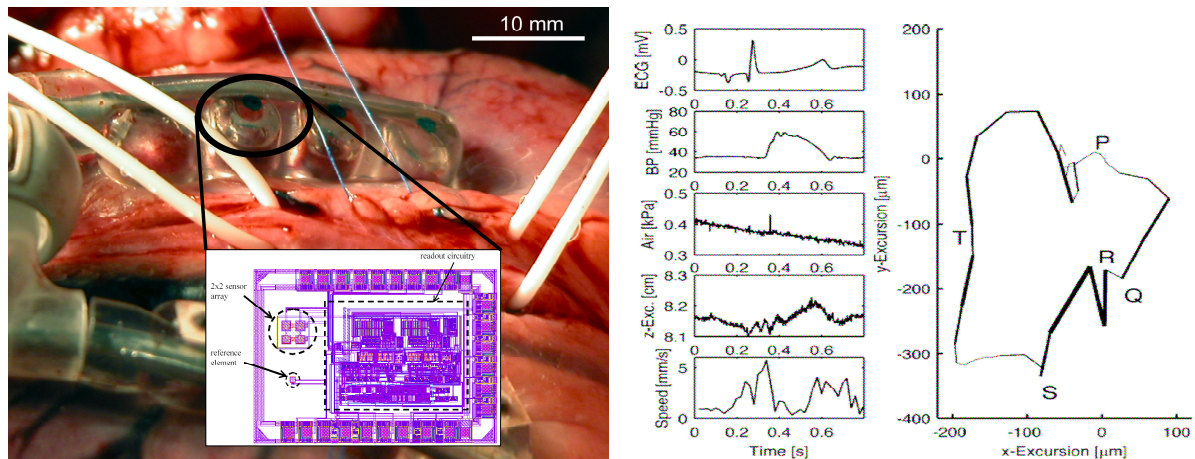 10 mm
readout circuitry
2x2 sensor
array
reference
element
ECG [mV]
0.5
0
-0.5
0 0.2 0.4 0.6
BP [mmHg]
80
60
40
20
0 0.2 0.4 0.6
Air [kPa]
0.5
0.4
0.3
0 0.2 0.4 0.6
z-Exc. [cm]
8.3
8.2
8.1
0 0.2 0.4 0.6
Speed [mm/s]
5
0
0 0.2 0.4 0.6
Time [s]
y-Excursion [µm]
200
100
0
-100
-200
-300
-400
P
T
R
Q
S
-200 -100 0 100
x-Excursion [µm]